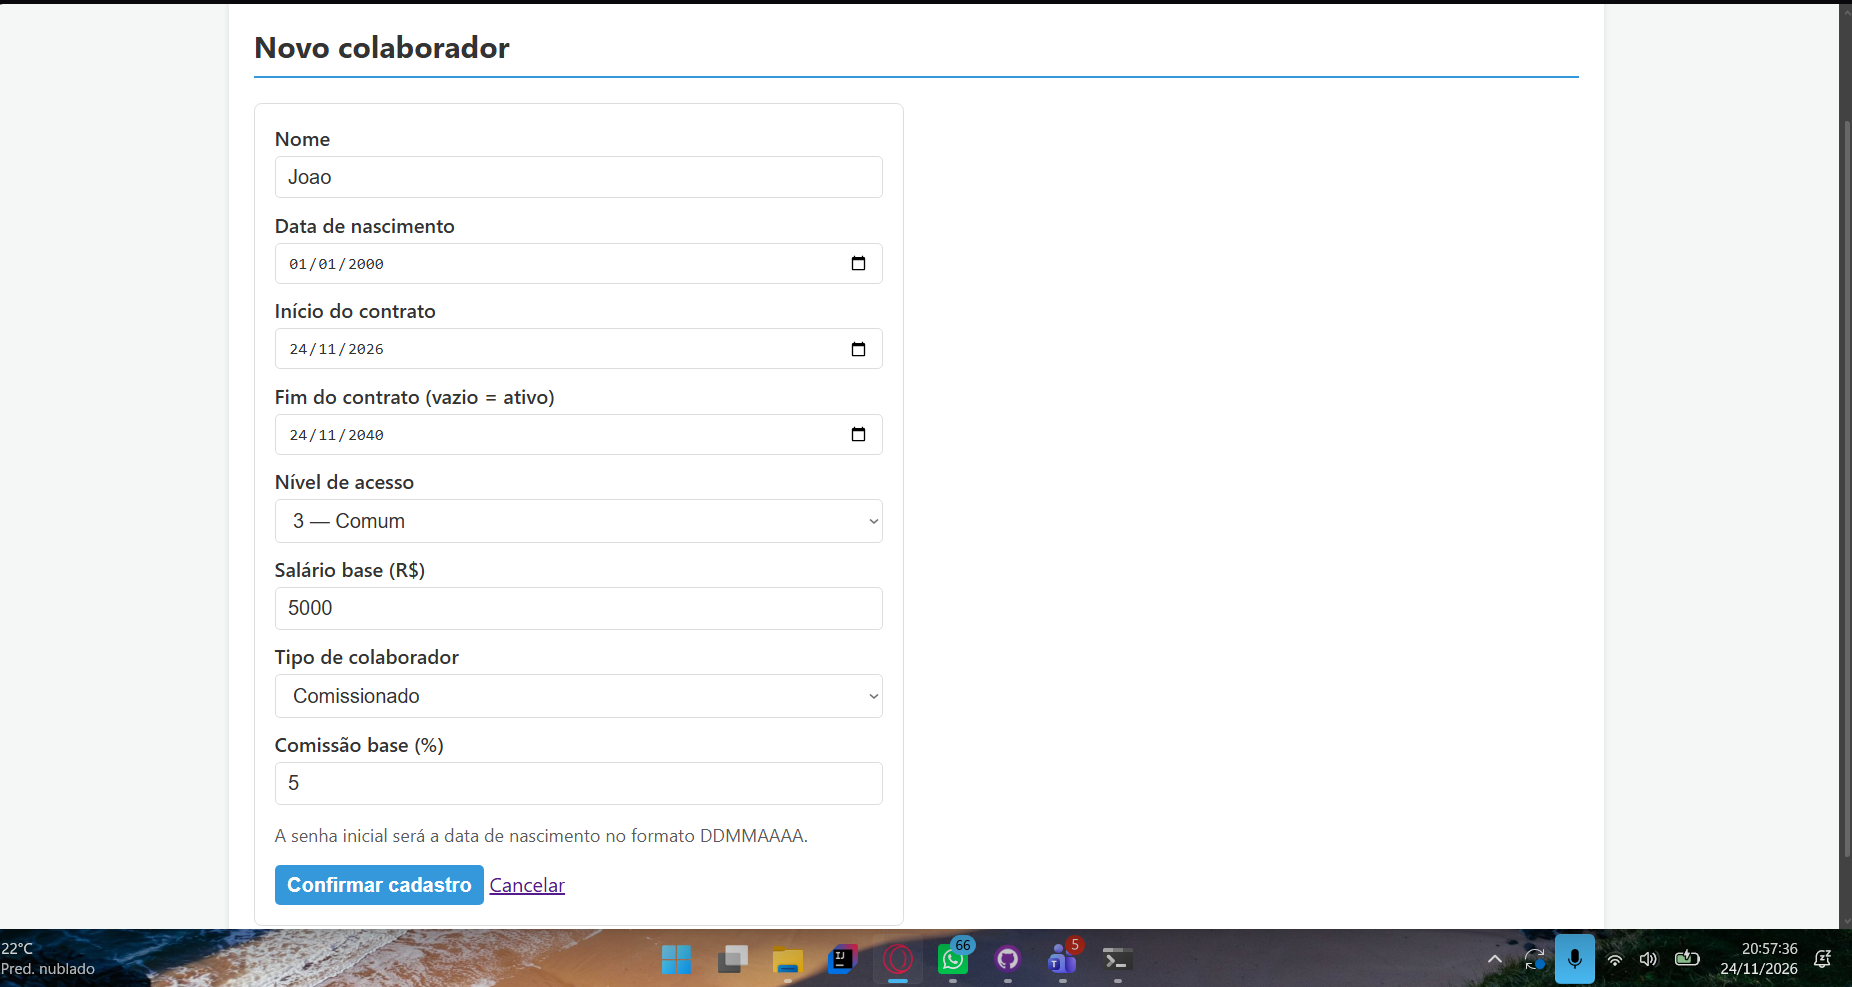 Novo colaborador
Nome
Joao
Data de nascimento
01/01/2000
Início do contrato
24/11/2026
Fim do contrato (vazio = ativo)
24/11/2040
Nível de acesso
3 — Comum
Salário base (R$)
5000
Tipo de colaborador
Comissionado
Comissão base (%)
5
A senha inicial será a data de nascimento no formato DDMMAAAA.
Confirmar cadastro Cancelar
22°C
Pred. nublado
IJ
66
T
5
20:57:36
24/11/2026